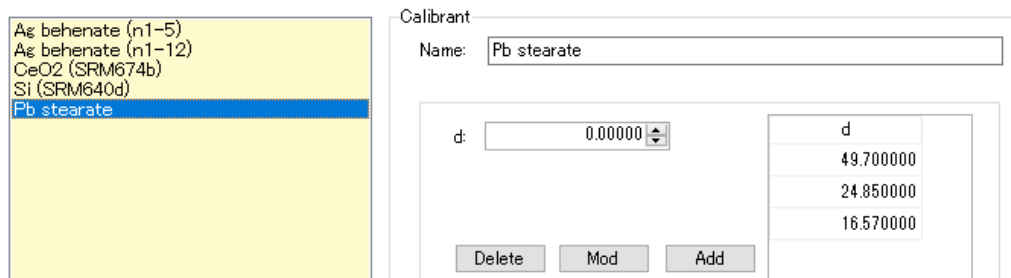 Ag behenate (n1-5)
Ag behenate (n1-12)
CeO2 (SRM674b)
Si (SRM640d)
Pb stearate
Calibrant
Name: Pb stearate
d: 0.00000
d
49.700000
24.850000
16.570000
Delete Mod Add